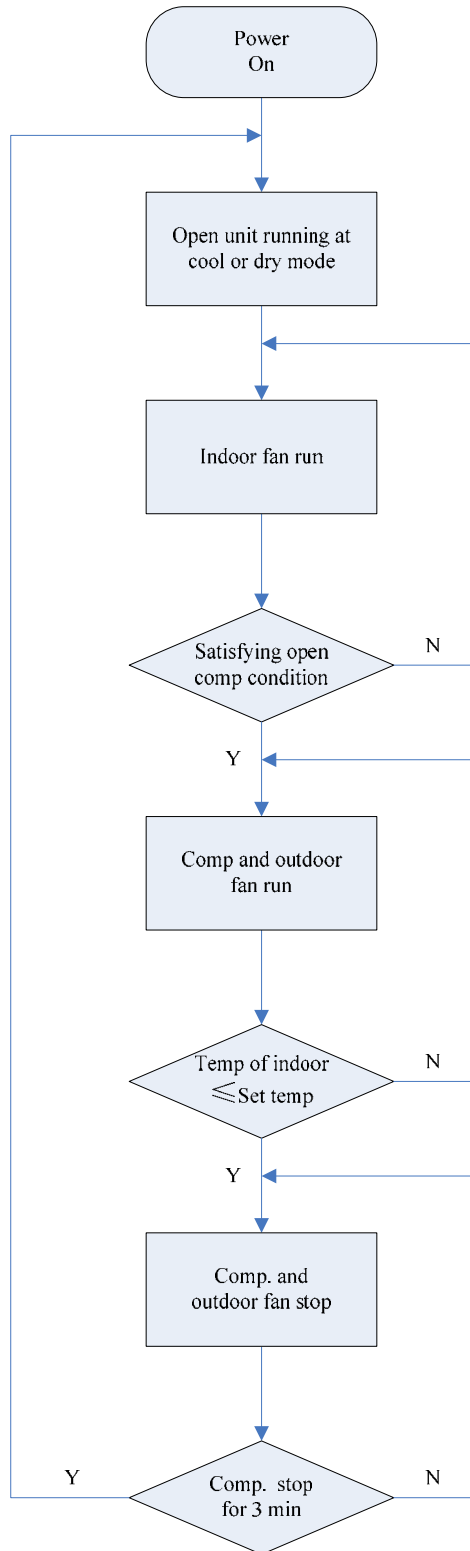 Power
On
Open unit running at
cool or dry mode
Indoor fan run
Satisfying open
comp condition
N
Y
Comp and outdoor
fan run
Temp of indoor
≤Set temp
N
Y
Comp. and
outdoor fan stop
Y
Comp. stop
for 3 min
N